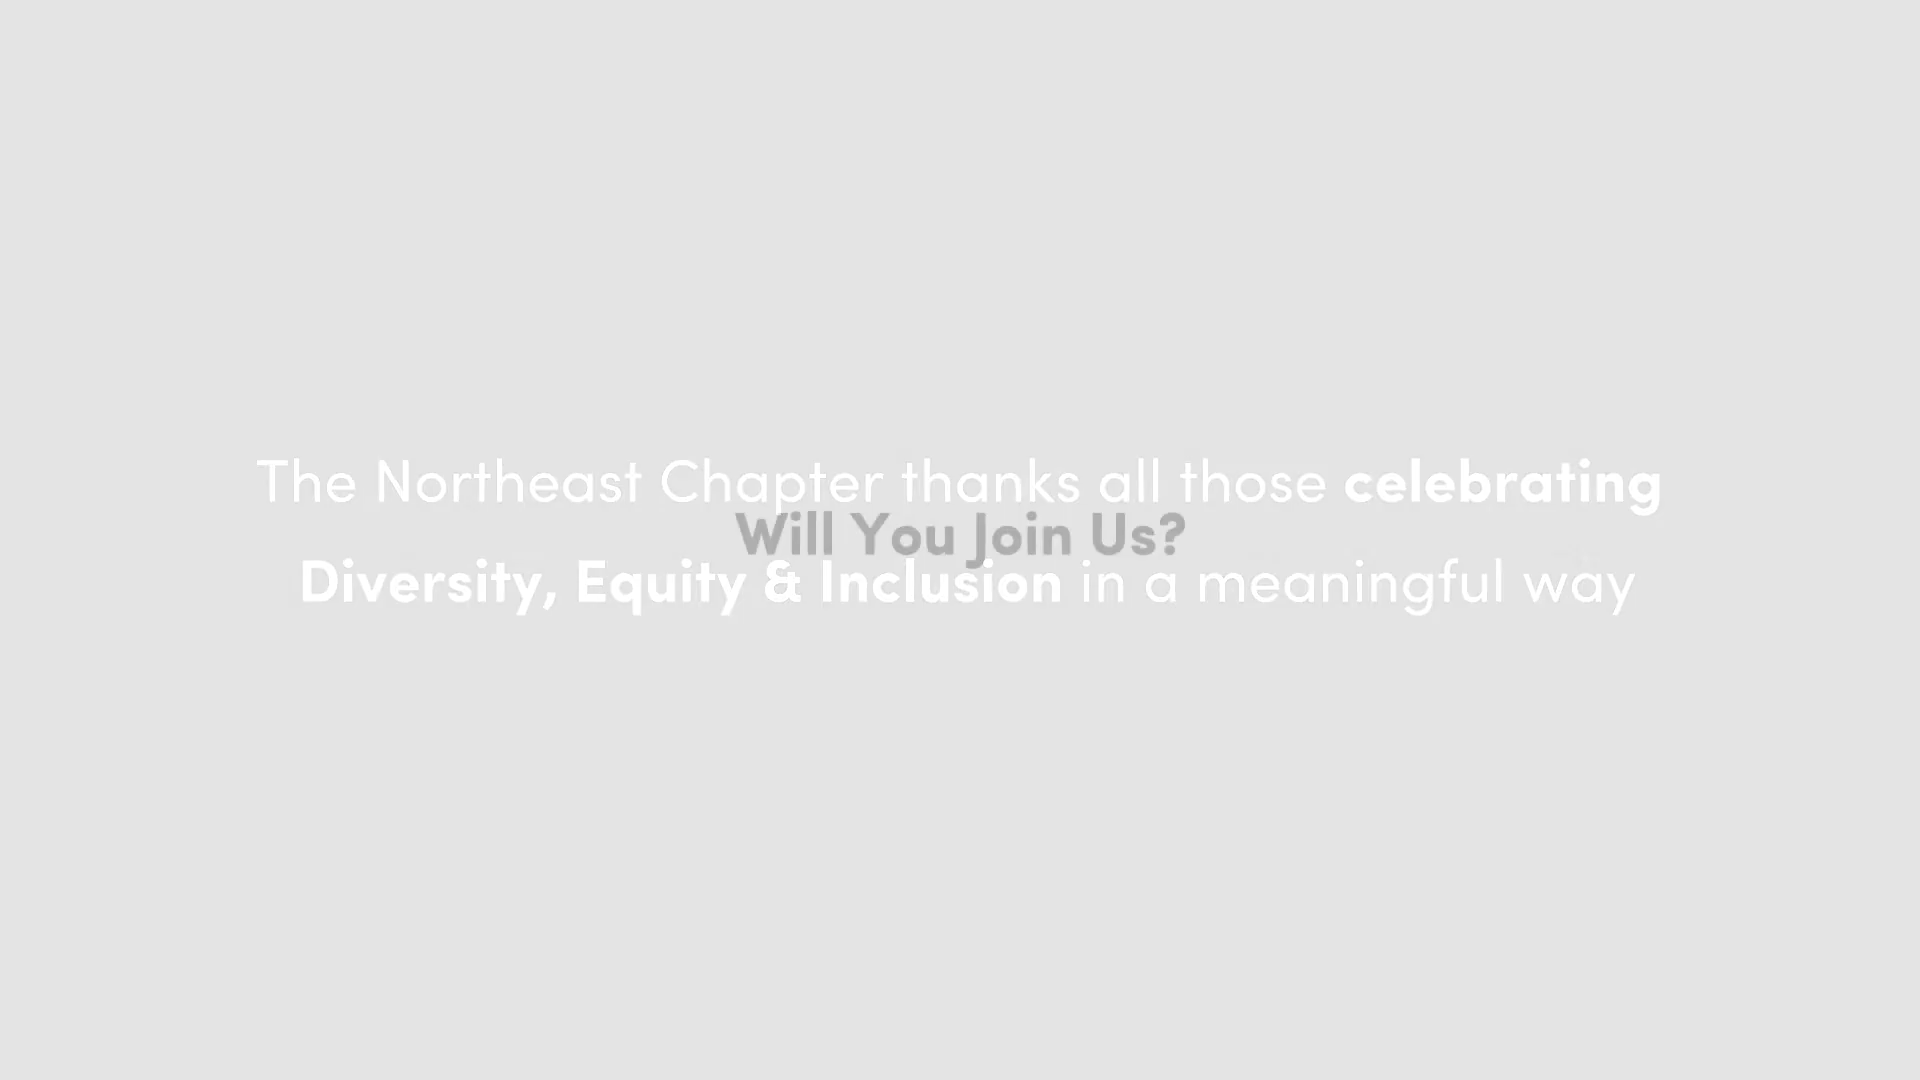 The Northeast Chapter thanks all those celebrating
Will You Join Us?
Diversity, Equity & Inclusion in a meaningful way